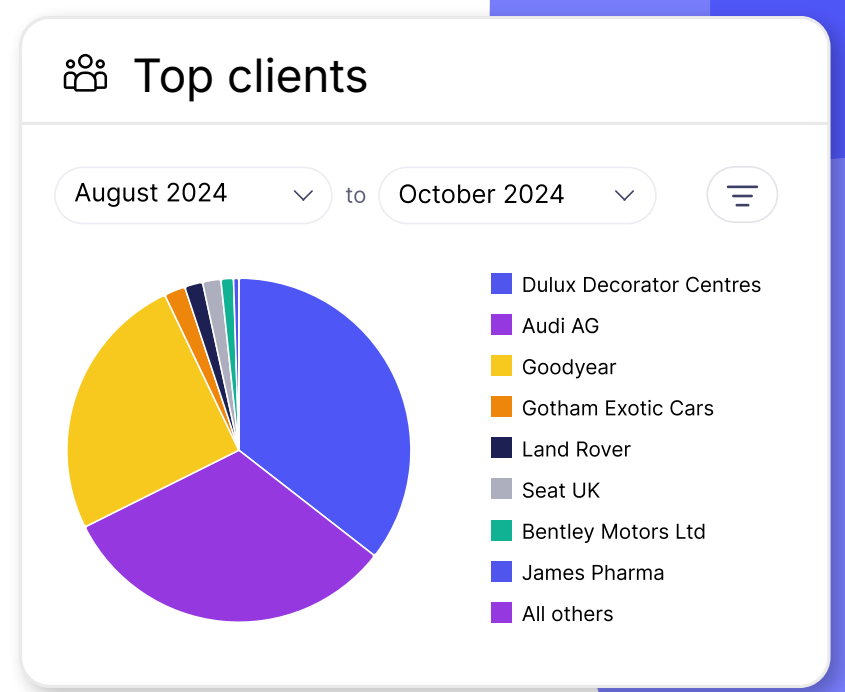 Top clients
August 2024 to October 2024
Dulux Decorator Centres
Audi AG
Goodyear
Gotham Exotic Cars
Land Rover
Seat UK
Bentley Motors Ltd
James Pharma
All others